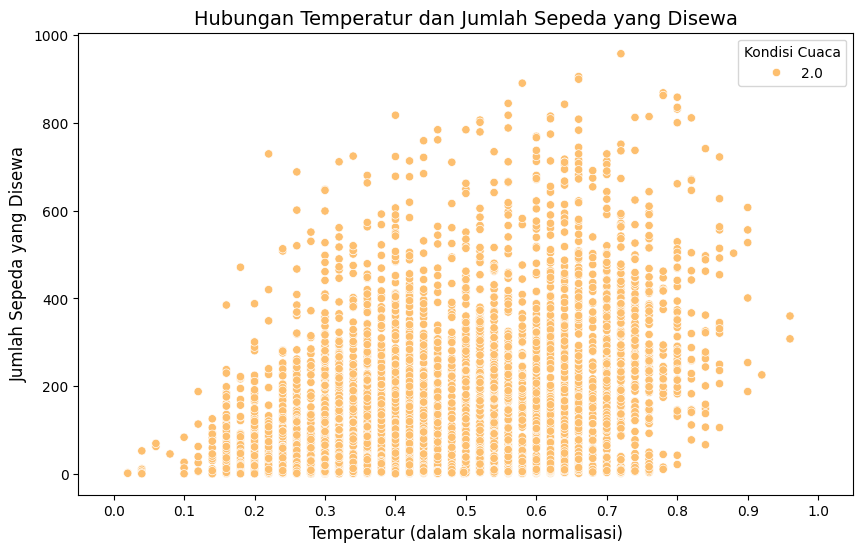 Hubungan Temperatur dan Jumlah Sepeda yang Disewa
Kondisi Cuaca
2.0
Jumlah Sepeda yang Disewa
1000
800
600
400
200
0
0.0 0.1 0.2 0.3 0.4 0.5 0.6 0.7 0.8 0.9 1.0
Temperatur (dalam skala normalisasi)